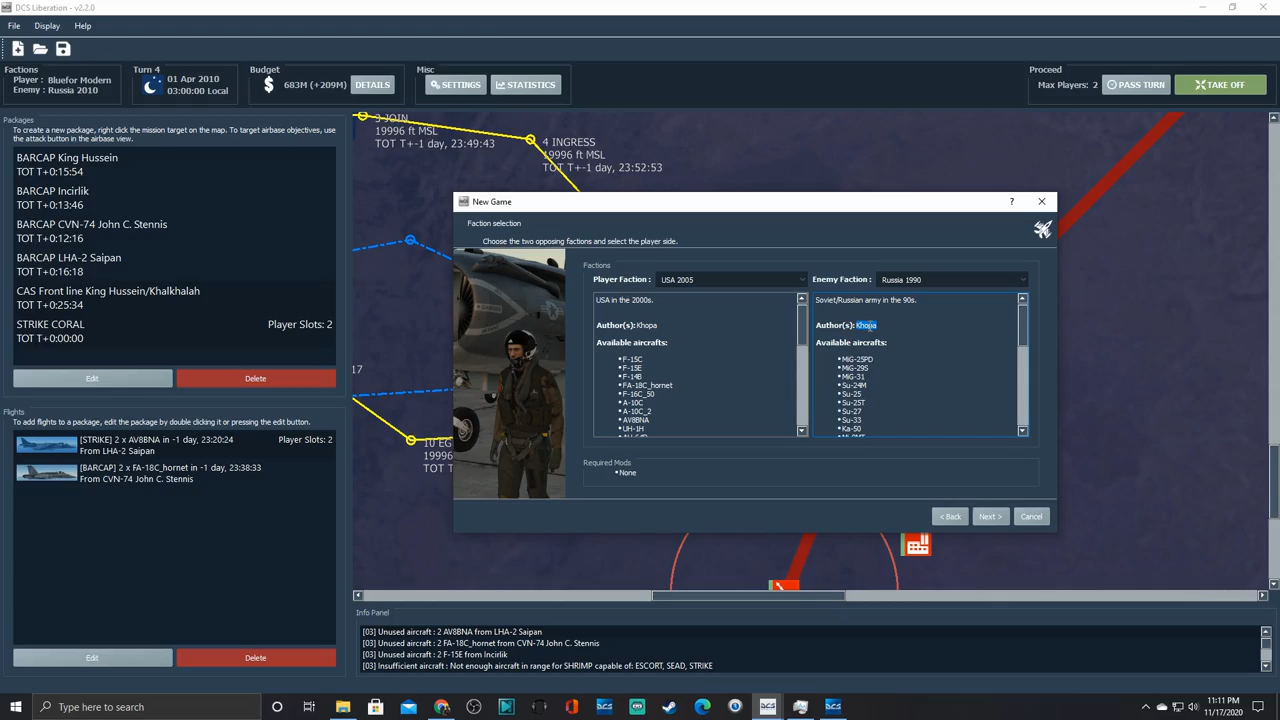 DCS Liberation - v2.2.0
File Display Help
Factions
Player : Bluefor Modern
Enemy : Russia 2010
Turn 4
01 Apr 2010
03:00:00 Local
Budget
$ 683M (+209M) DETAILS
Misc
SETTINGS STATISTICS
Proceed
Max Players: 2 PASS TURN TAKE OFF
Packages
To create a new package, right click the mission target on the map. To target airbase objectives, use
the attack button in the airbase view.
BARCAP King Hussein
TOT T+0:15:54
BARCAP Incirlik
TOT T+0:13:46
BARCAP CVN-74 John C. Stennis
TOT T+0:12:16
BARCAP LHA-2 Saipan
TOT T+0:16:18
CAS Front line King Hussein/Khalkhalah
TOT T+0:25:34
STRIKE CORAL Player Slots: 2
TOT T+0:00:00
Edit Delete
Flights
To add flights to a package, edit the package by double clicking or pressing the edit button.
[STRIKE] 2 x AV8BNA in -1 day, 23:20:24 Player Slots: 2
From LHA-2 Saipan
[BARCAP] 2 x FA-18C_hornet in -1 day, 23:38:33
From CVN-74 John C. Stennis
Edit Delete
3 JOIN
19996 ft MSL
TOT T+-1 day, 23:49:43
4 INGRESS
19996 ft MSL
TOT T+-1 day, 23:52:53
17
10 EG
19996
TOT T
New Game
?
Faction selection
Choose the two opposing factions and select the player side.
Factions
Player Faction : USA 2005
USA in the 2000s.
Author(s): Khopa
Available aircrafts:
F-15C
F-15E
F-14B
FA-18C_hornet
F-16C_50
A-10C
A-10C_2
AV8BNA
UH-1H
Enemy Faction : Russia 1990
Soviet/Russian army in the 90s.
Author(s): Khopa
Available aircrafts:
MiG-25PD
MiG-29S
MiG-31
Su-24M
Su-25
Su-25T
Su-27
Su-33
Ka-50
Required Mods
None
< Back Next > Cancel
Info Panel
[03] Unused aircraft : 2 AV8BNA from LHA-2 Saipan
[03] Unused aircraft : 2 FA-18C_hornet from CVN-74 John C. Stennis
[03] Unused aircraft : 2 F-15E from Incirlik
[03] Insufficient aircraft : Not enough aircraft in range for SHRIMP capable of: ESCORT, SEAD, STRIKE
Type here to search
DCS DCS DCS
11:11 PM
11/17/2020